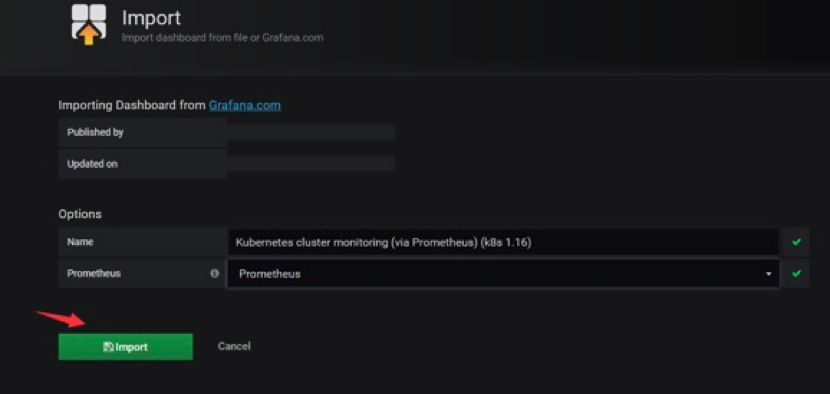 Import
Import dashboard from file or Grafana.com
Importing Dashboard from Grafana.com
Published by
Updated on
Options
Name
Kubernetes cluster monitoring (via Prometheus) (k8s 1.16)
Prometheus
Prometheus
Import Cancel